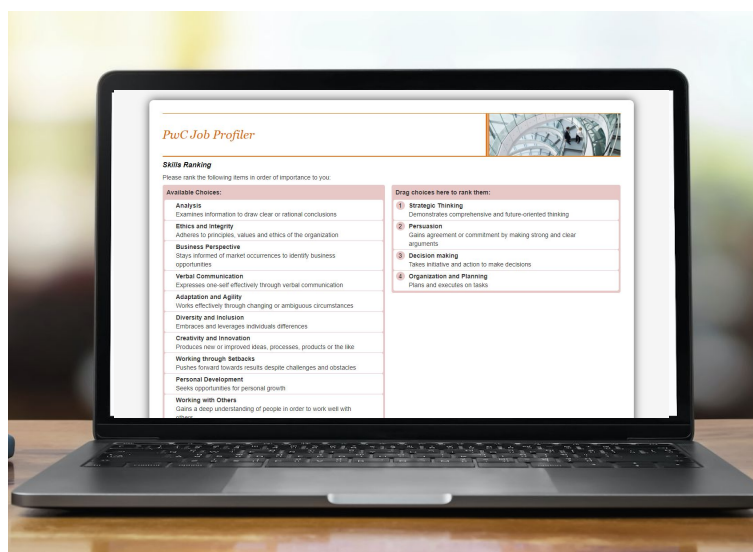 PwC Job Profiler
Skills Ranking
Please rank the following items in order of importance to you:
Available Choices:
Analysis
Examines information to draw clear or rational conclusions
Ethics and Integrity
Adheres to principles, values and ethics of the organization
Business Perspective
Stays informed of market occurrences to identify business
opportunities
Verbal Communication
Expresses one-self effectively through verbal communication
Adaptation and Agility
Works effectively through changing or ambiguous circumstances
Diversity and Inclusion
Embraces and leverages individuals differences
Creativity and Innovation
Produces new or improved ideas, processes, products or the like
Working through Setbacks
Pushes forward towards results despite challenges and obstacles
Personal Development
Seeks opportunities for personal growth
Working with Others
Gains a deep understanding of people in order to work well with
others
Drag choices here to rank them:
1 Strategic Thinking
Demonstrates comprehensive and future-oriented thinking
2 Persuasion
Gains agreement or commitment by making strong and clear
arguments
3 Decision making
Takes initiative and action to make decisions
4 Organization and Planning
Plans and executes on tasks